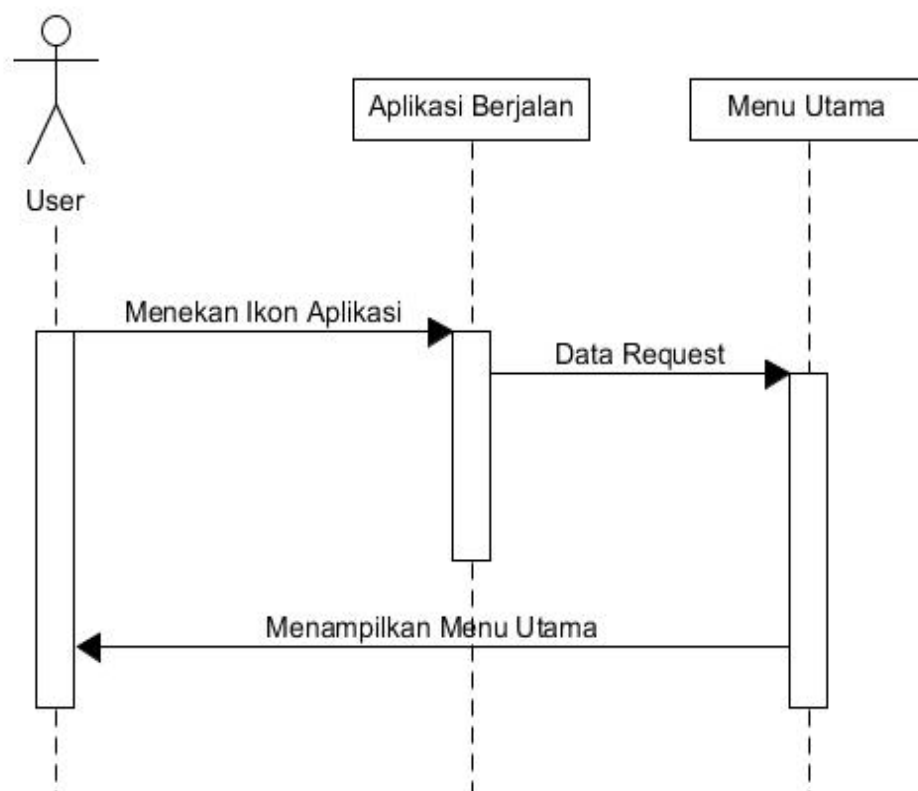 Aplikasi Berjalan
Menu Utama
User
Menekan Ikon Aplikasi
Data Request
Menampilkan Menu Utama